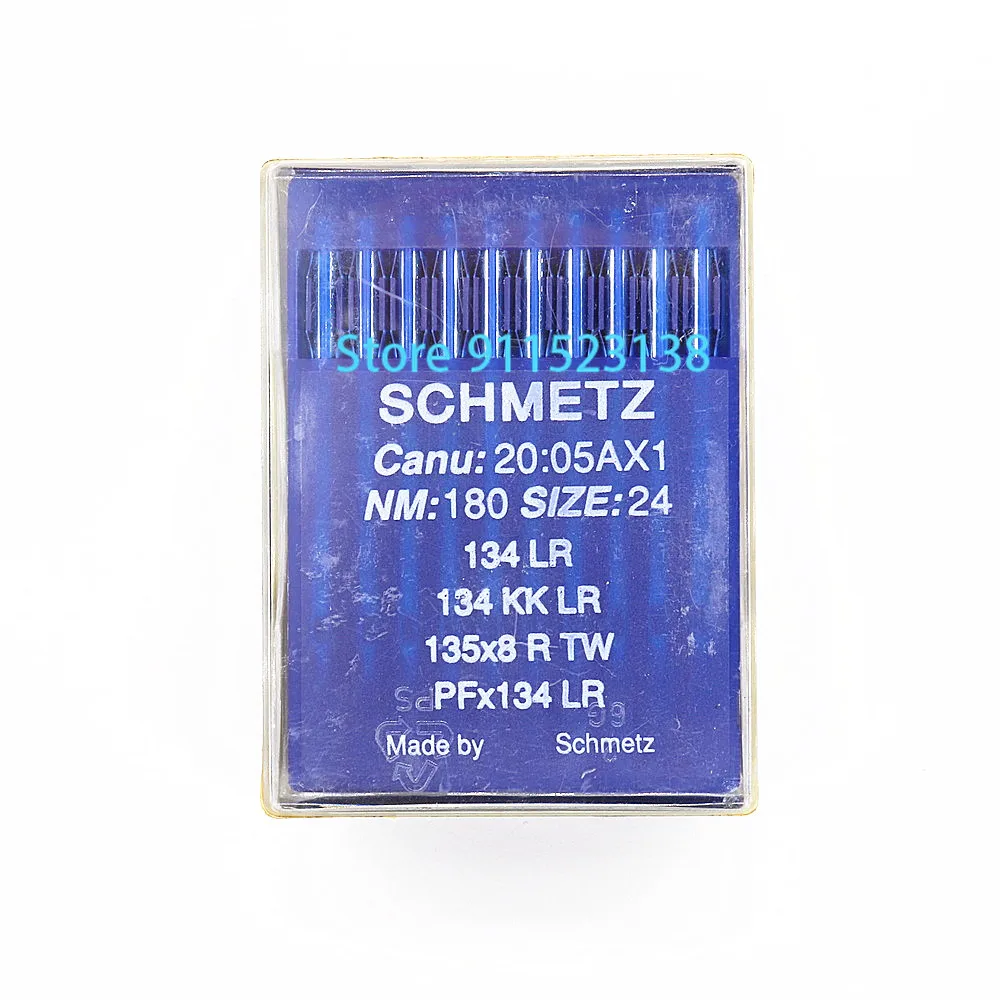 Store 911523138
SCHMETZ
Canu: 20:05AX1
NM:180 SIZE:24
134 LR
134 KK LR
135x8 R TW
PFx134 LR
PS
Made by Schmetz